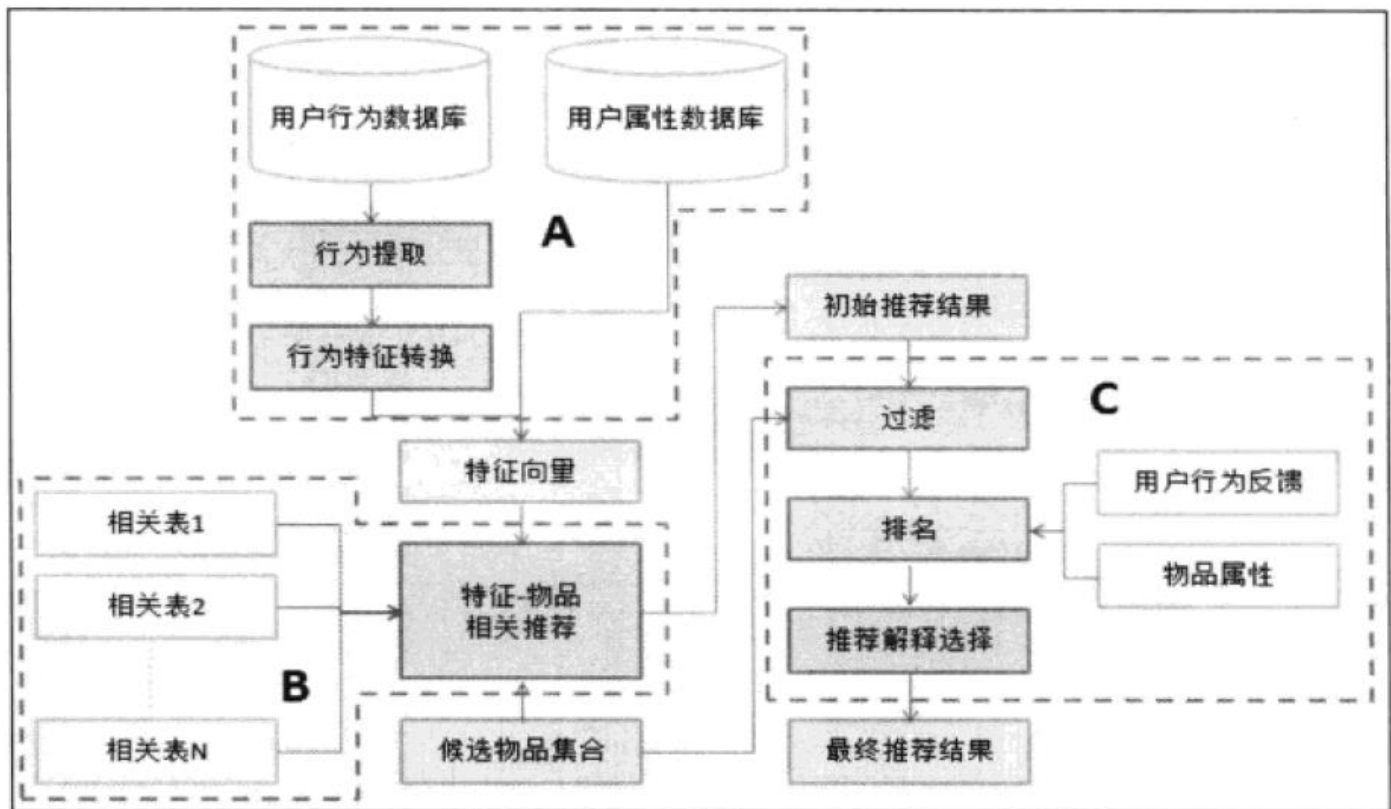 用户行为数据库
用户属性数据库
A
行为提取
行为特征转换
初始推荐结果
C
过滤
特征向量
用户行为反馈
相关表1
排名
物品属性
相关表2
特征-物品
相关推荐
推荐解释选择
B
相关表N
候选物品集合
最终推荐结果